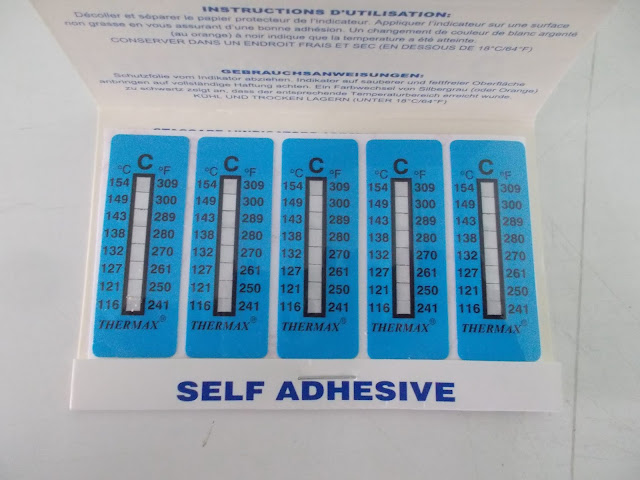 INSTRUCTIONS D'UTILISATION:
Décoller et séparer le papier protecteur de l'indicateur. Appliquer l'indicateur sur une surface
non grasse en vous assurant d'une bonne adhésion. Un changement de couleur de blanc argenté
(au orange) à noir indique que la temperature a été atteinte.
CONSERVER DANS UN ENDROIT FRAIS ET SEC (EN DESSOUS DE 18°C/64°F)
GEBRAUCHSANWEISUNGEN:
Schutzfolie vom Indikator abziehen. Indikator auf sauberer und fettfreier Oberfläche
anbringen auf vollständige Haftung achten. Ein Farbwechsel von Silbergrau (oder Orange)
zu schwartz zeigt an, dass der entsprechende Temperaturbereich erreicht wurde.
KÜHL UND TROCKEN LAGERN (UNTER 18°C/64°F)
°C C °F
154 309
149 300
143 289
138 280
132 270
127 261
121 250
116 241
THERMAX®
°C C °F
154 309
149 300
143 289
138 280
132 270
127 261
121 250
116 241
THERMAX®
°C C °F
154 309
149 300
143 289
138 280
132 270
127 261
121 250
116 241
THERMAX®
°C C °F
154 309
149 300
143 289
138 280
132 270
127 261
121 250
116 241
THERMAX®
°C C °F
154 309
149 300
143 289
138 280
132 270
127 261
121 250
116 241
THERMAX®
SELF ADHESIVE